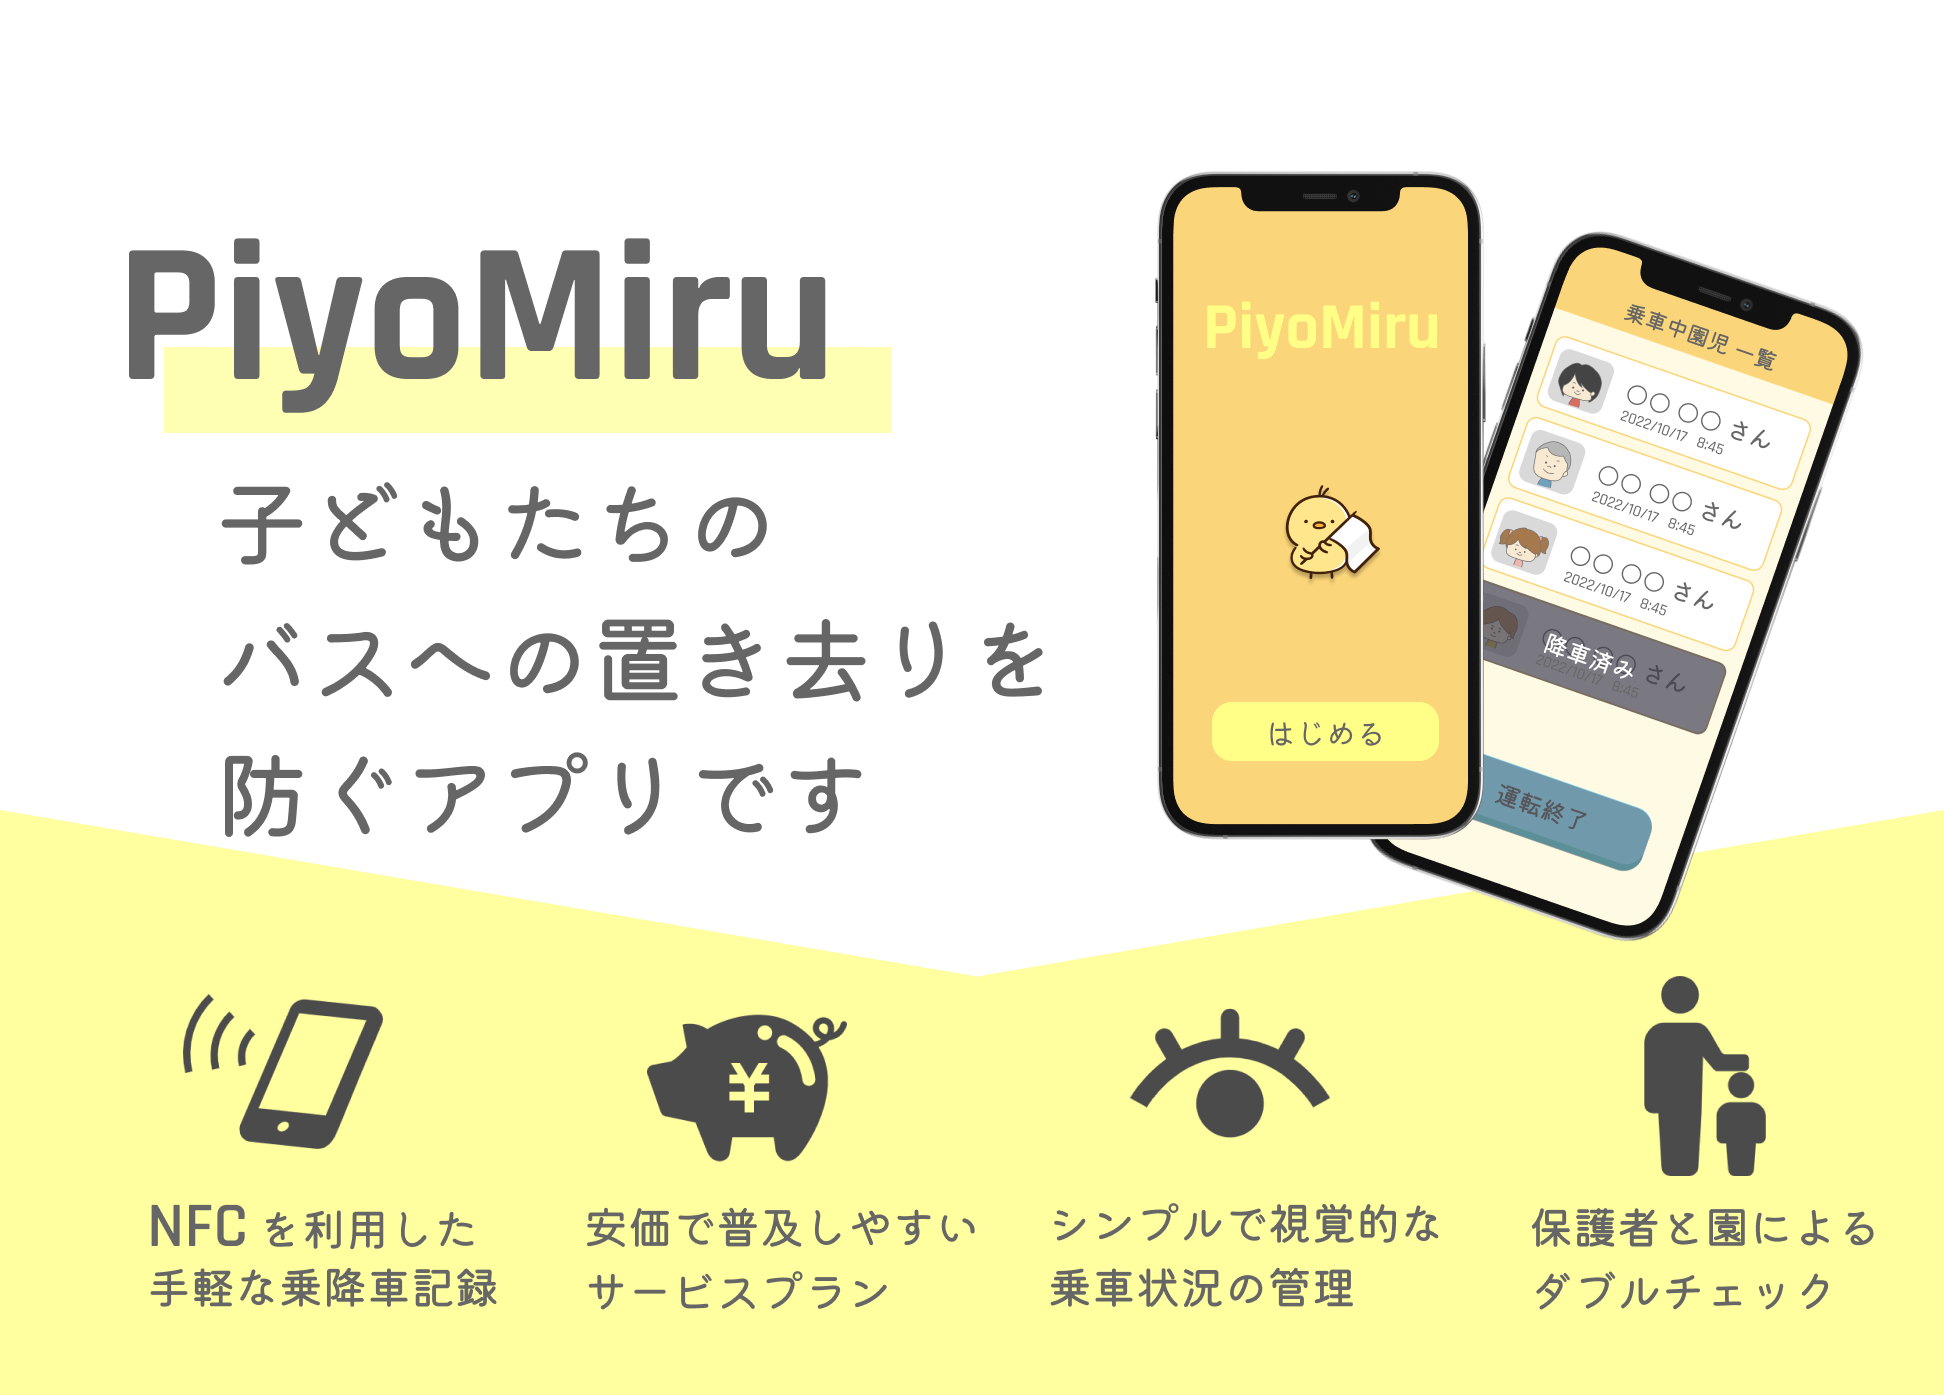 PiyoMiru
子どもたちの
バスへの置き去りを
防ぐアプリです
PiyoMiru
はじめる
乗車中園児 一覧
○○ ○○ さん
2022/10/17 8:45
○○ ○○ さん
2022/10/17 8:45
○○ ○○ さん
2022/10/17 8:45
○○ ○○ さん
2022/10/17 8:45
降車済み
運転終了
NFC を利用した
手軽な乗降車記録
¥
安価で普及しやすい
サービスプラン
シンプルで視覚的な
乗車状況の管理
保護者と園による
ダブルチェック